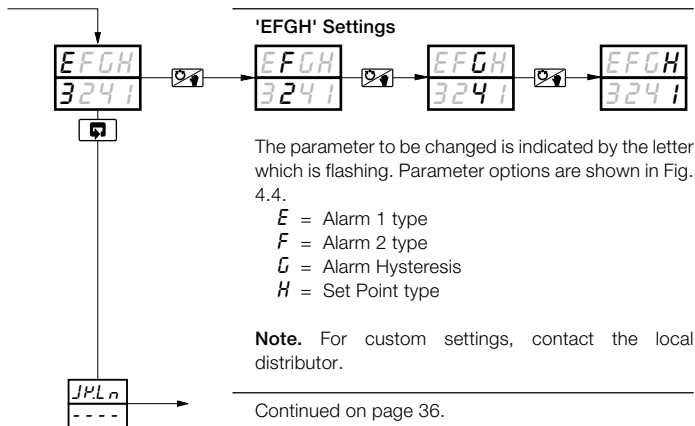 'EFGH' Settings
EFGH EFGH EFGH EFGH
3241 3241 3241 3241
The parameter to be changed is indicated by the letter
which is flashing. Parameter options are shown in Fig.
4.4.
E = Alarm 1 type
F = Alarm 2 type
G = Alarm Hysteresis
H = Set Point type
Note. For custom settings, contact the local
distributor.
JK.Ln
- - - -
Continued on page 36.